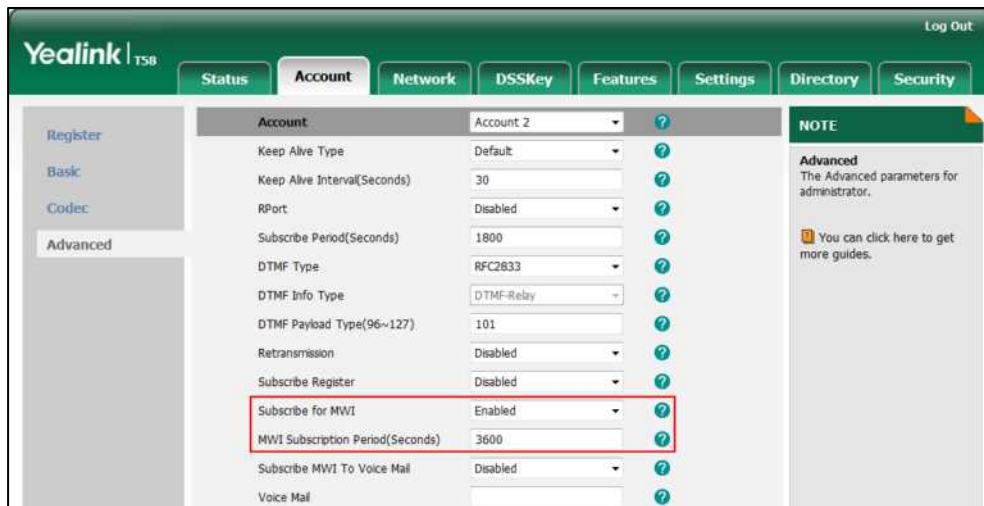 Log Out
Yealink | T58
Status Account Network DSSKey Features Settings Directory Security
Register
Basic
Codec
Advanced
Account Account 2
Keep Alive Type Default
Keep Alive Interval(Seconds) 30
RPort Disabled
Subscribe Period(Seconds) 1800
DTMF Type RFC2833
DTMF Info Type DTMF-Relay
DTMF Payload Type(96~127) 101
Retransmission Disabled
Subscribe Register Disabled
Subscribe for MWI Enabled
MWI Subscription Period(Seconds) 3600
Subscribe MWI To Voice Mail Disabled
Voice Mail
NOTE
Advanced
The Advanced parameters for
administrator.
You can click here to get
more guides.